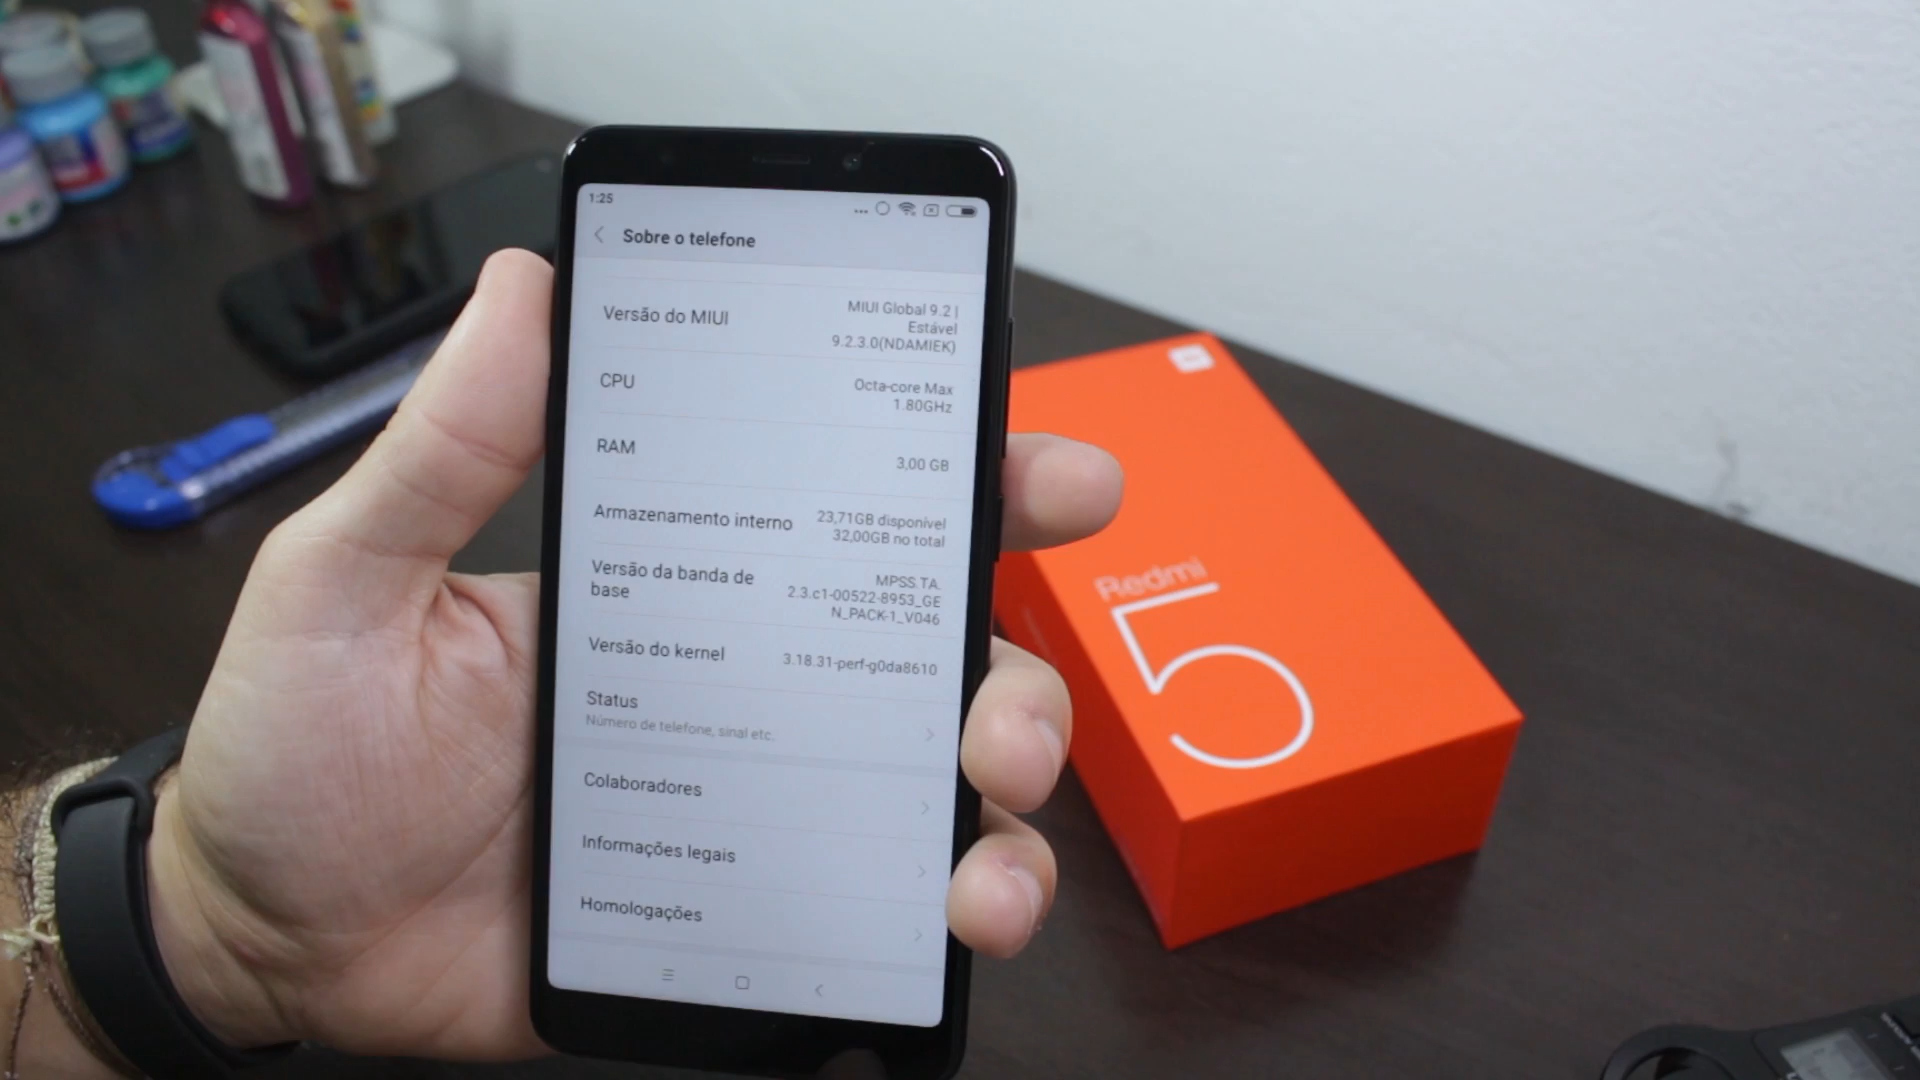 1:25
Sobre o telefone
Versão do MIUI
MIUI Global 9.2 |
Estável
9.2.3.0(NDAMIEK)
CPU
Octa-core Max
1.80GHz
RAM
3,00 GB
Armazenamento interno
23,71GB disponível
32,00GB no total
Versão da banda de
base
MPSS.TA.
2.3.c1-00522-8953_GE
N_PACK-1_V046
Versão do kernel
3.18.31-perf-g0da8610
Status
Número de telefone, sinal etc.
Colaboradores
Informações legais
Homologações
Redmi
5